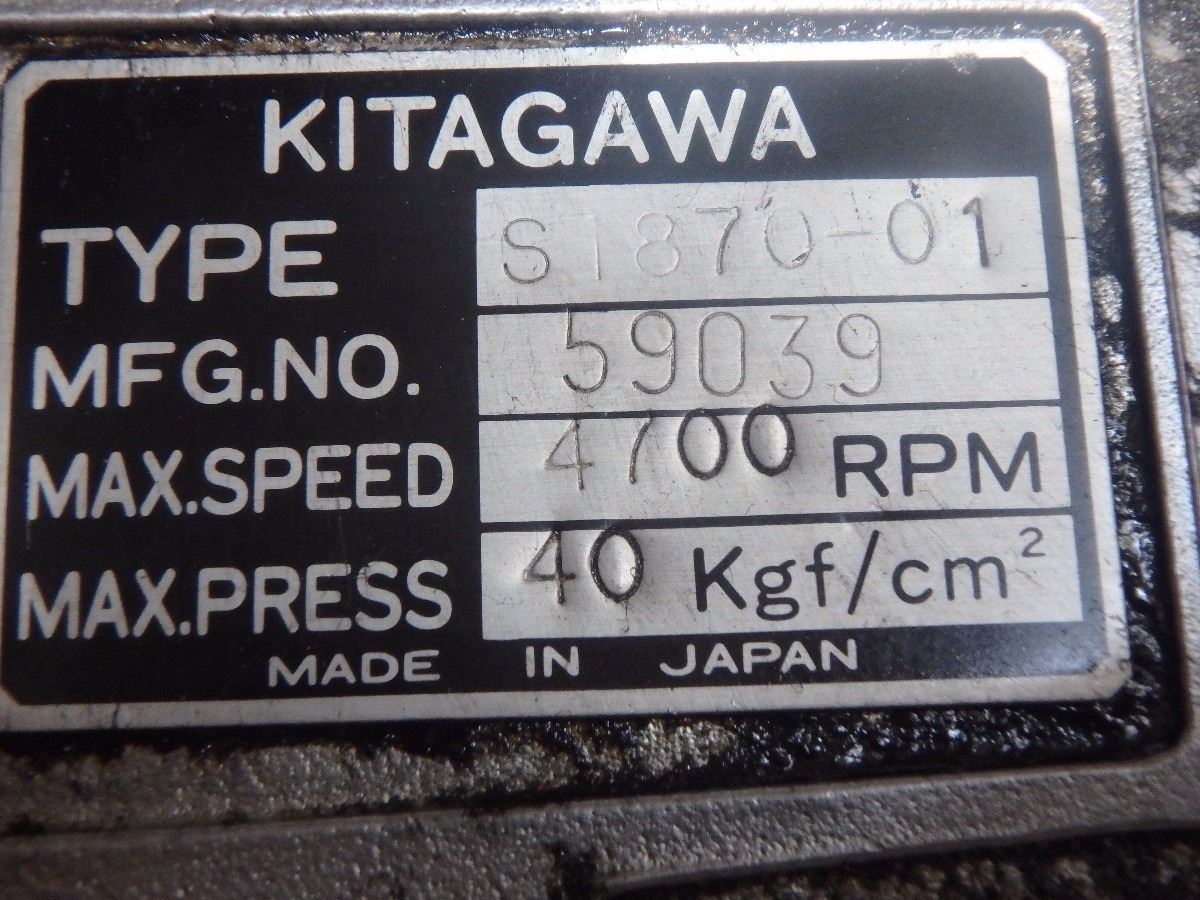 KITAGAWA
TYPE S1870-01
MFG.NO. 59039
MAX.SPEED 4700 RPM
MAX.PRESS 40 Kgf/cm²
MADE IN JAPAN